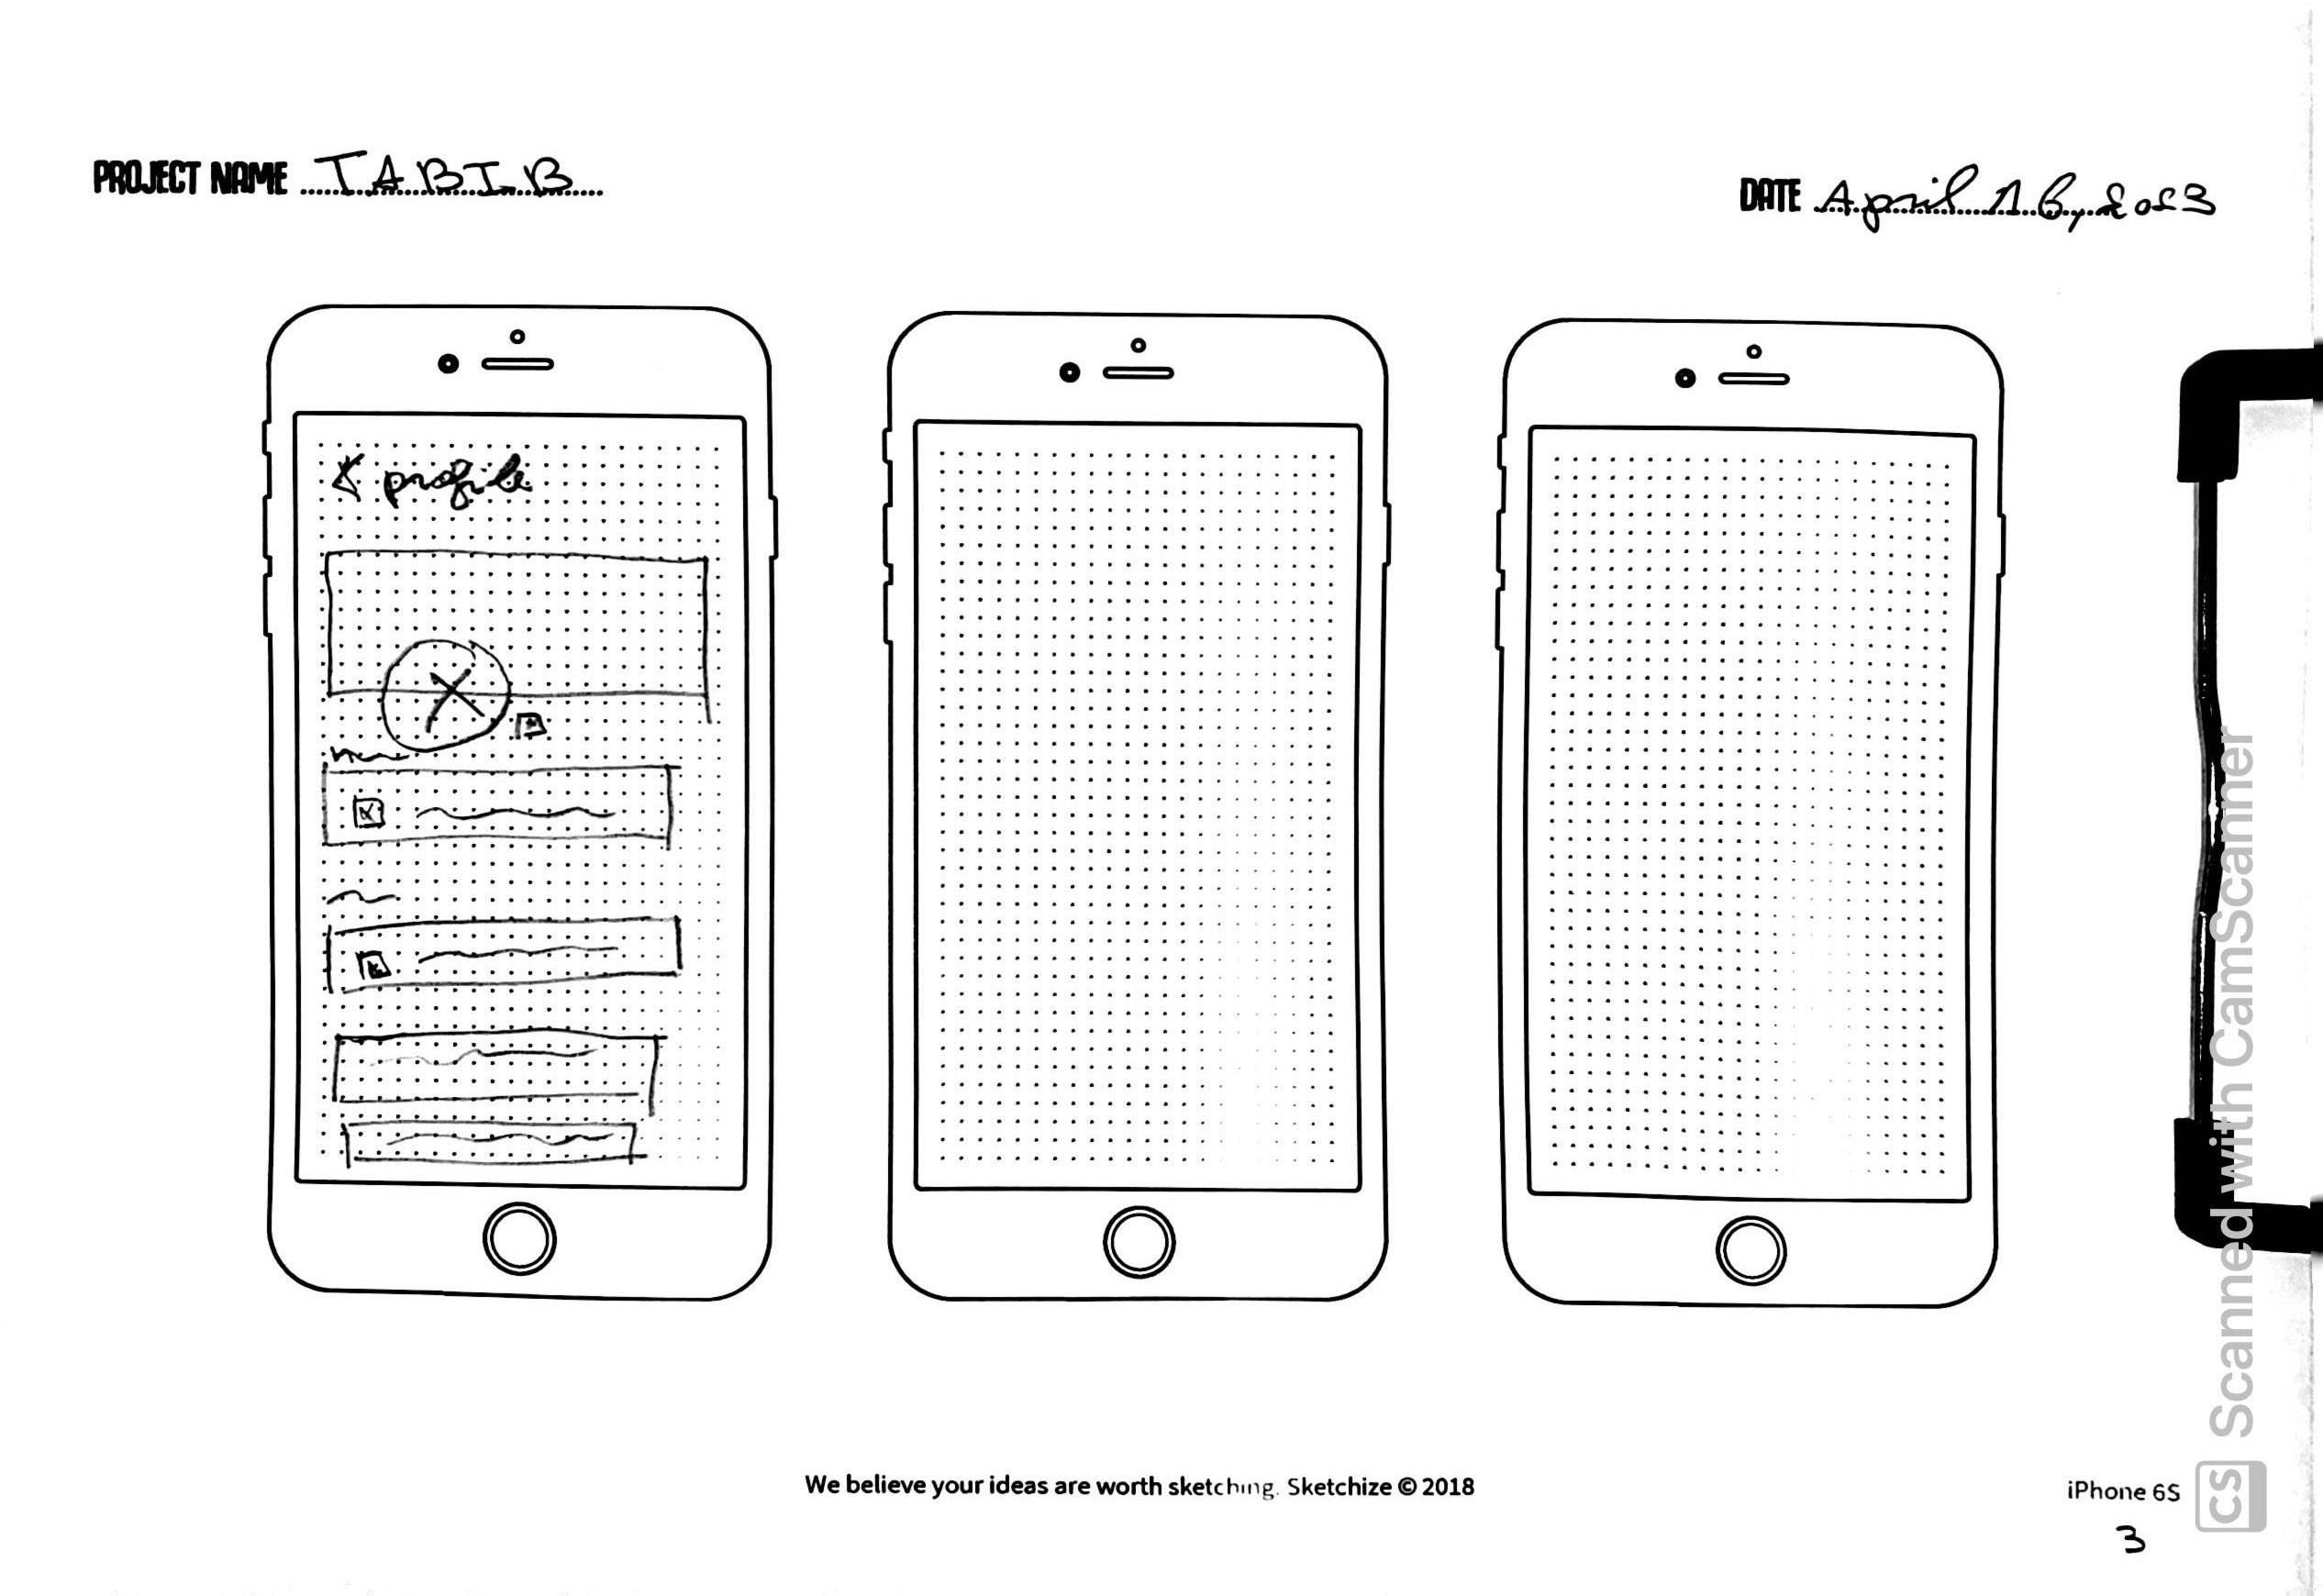 PROJECT NAME TABIB
DATE April 16, 2023
< profile
We believe your ideas are worth sketching. Sketchize © 2018
iPhone 6S
3
CS Scanned with CamScanner